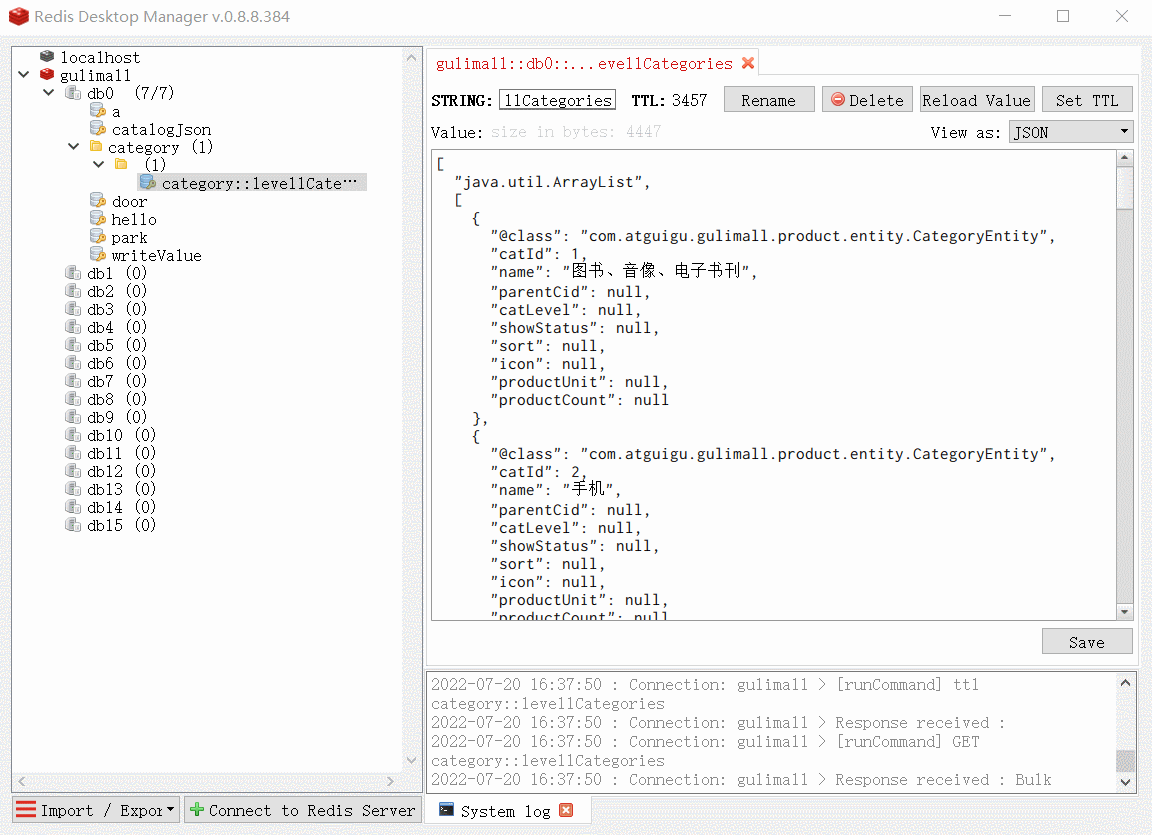 Redis Desktop Manager v.0.8.8.384
localhost
gulimall
db0 (7/7)
a
catalogJson
category (1)
(1)
category::level1Cate…
door
hello
park
writeValue
db1 (0)
db2 (0)
db3 (0)
db4 (0)
db5 (0)
db6 (0)
db7 (0)
db8 (0)
db9 (0)
db10 (0)
db11 (0)
db12 (0)
db13 (0)
db14 (0)
db15 (0)
Import / Expor
Connect to Redis Server
gulimall::db0::...evel1Categories
STRING: l1Categories TTL: 3457 Rename Delete Reload Value Set TTL
Value: size in bytes: 4447 View as: JSON
[
"java.util.ArrayList",
[
{
"@class": "com.atguigu.gulimall.product.entity.CategoryEntity",
"catId": 1,
"name": "图书、音像、电子书刊",
"parentCid": null,
"catLevel": null,
"showStatus": null,
"sort": null,
"icon": null,
"productUnit": null,
"productCount": null
},
{
"@class": "com.atguigu.gulimall.product.entity.CategoryEntity",
"catId": 2,
"name": "手机",
"parentCid": null,
"catLevel": null,
"showStatus": null,
"sort": null,
"icon": null,
"productUnit": null,
"productCount": null
Save
2022-07-20 16:37:50 : Connection: gulimall > [runCommand] ttl
category::level1Categories
2022-07-20 16:37:50 : Connection: gulimall > Response received :
2022-07-20 16:37:50 : Connection: gulimall > [runCommand] GET
category::level1Categories
2022-07-20 16:37:50 : Connection: gulimall > Response received : Bulk
System log